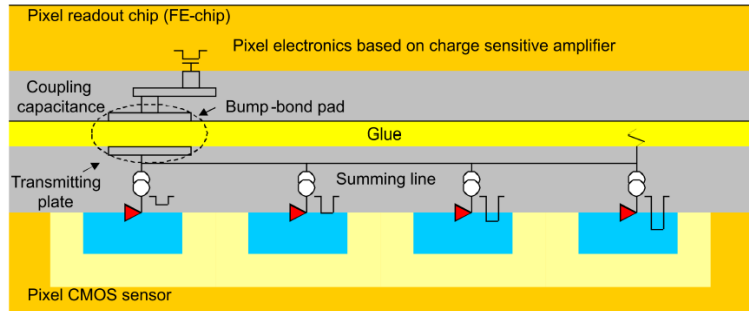 Pixel readout chip (FE-chip)
Pixel electronics based on charge sensitive amplifier
Coupling
capacitance
Bump-bond pad
Glue
Summing line
Transmitting
plate
Pixel CMOS sensor